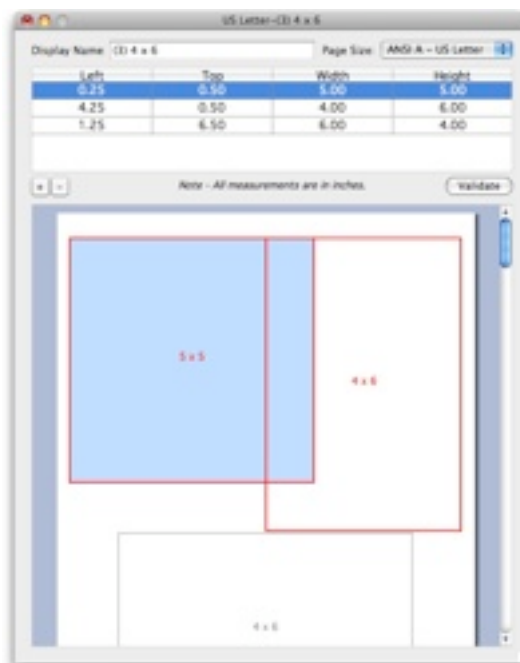 US Letter-(3) 4 x 6
Display Name: (3) 4 x 6 Page Size: ANSI A - US Letter
Left Top Width Height
0.25 0.50 5.00 5.00
4.25 0.50 4.00 6.00
1.25 6.50 6.00 4.00
+ - Note - All measurements are in inches. Validate
5 x 5
4 x 6
4 x 6